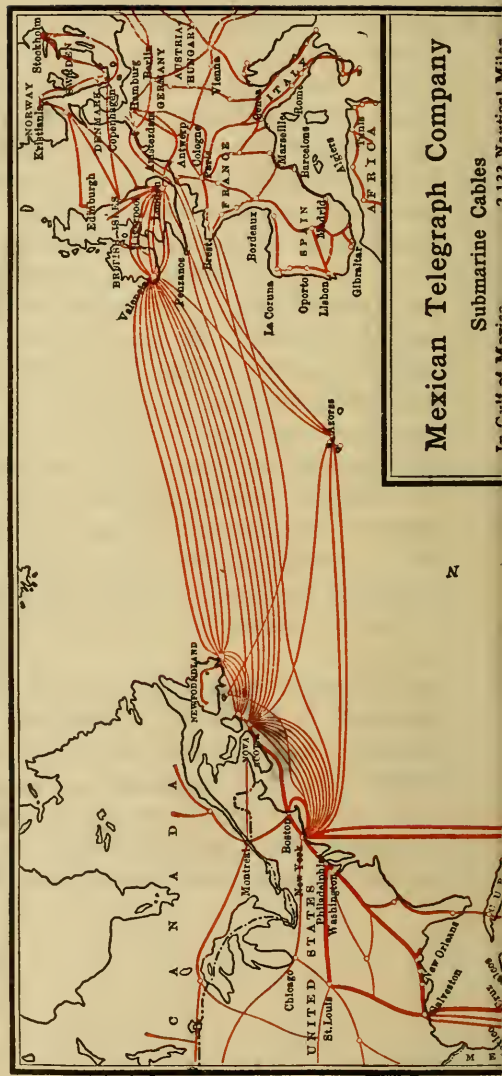 Mexican Telegraph Company
Submarine Cables
NORWAY
Stockholm
Kristiania
SWEDEN
DENMARK
Copenhagen
Hamburg
Berlin
GERMANY
AUSTRIA
HUNGARY
Vienna
Edinburgh
BRITISH ISLES
Liverpool
London
Amsterdam
Antwerp
Cologne
Paris
Valencia
Penzance
Brest
FRANCE
Genoa
ITALY
Rome
Marseille
Barcelona
Algiers
Tunis
AFRICA
Bordeaux
SPAIN
Madrid
La Coruna
Oporto
Lisbon
Gibraltar
Azores
N
NEWFOUNDLAND
NOVA
SCOTIA
CANADA
Montreal
Boston
New York
Philadelphia
Washington
Chicago
UNITED STATES
St. Louis
New Orleans
Galveston